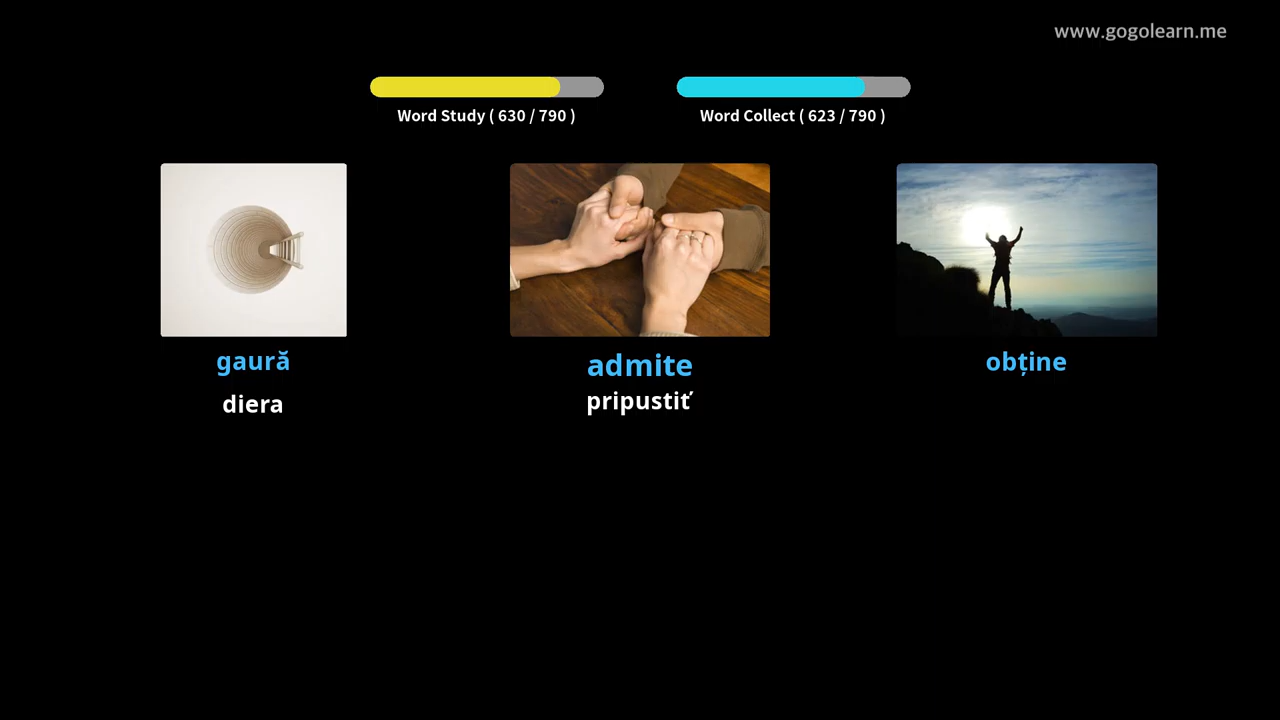 www.gogolearn.me
Word Study ( 630 / 790 )
Word Collect ( 623 / 790 )
gaură
diera
admite
pripustiť
obține